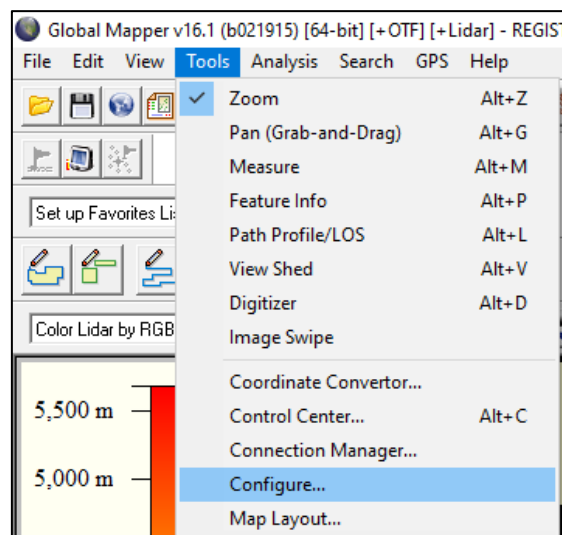 Global Mapper v16.1 (b021915) [64-bit] [+OTF] [+Lidar] - REGIST
File Edit View Tools Analysis Search GPS Help
Zoom Alt+Z
Pan (Grab-and-Drag) Alt+G
Measure Alt+M
Set up Favorites Lis
Feature Info Alt+P
Path Profile/LOS Alt+L
View Shed Alt+V
Digitizer Alt+D
Color Lidar by RGB
Image Swipe
Coordinate Convertor...
5,500 m
Control Center... Alt+C
Connection Manager...
5,000 m
Configure...
Map Layout...